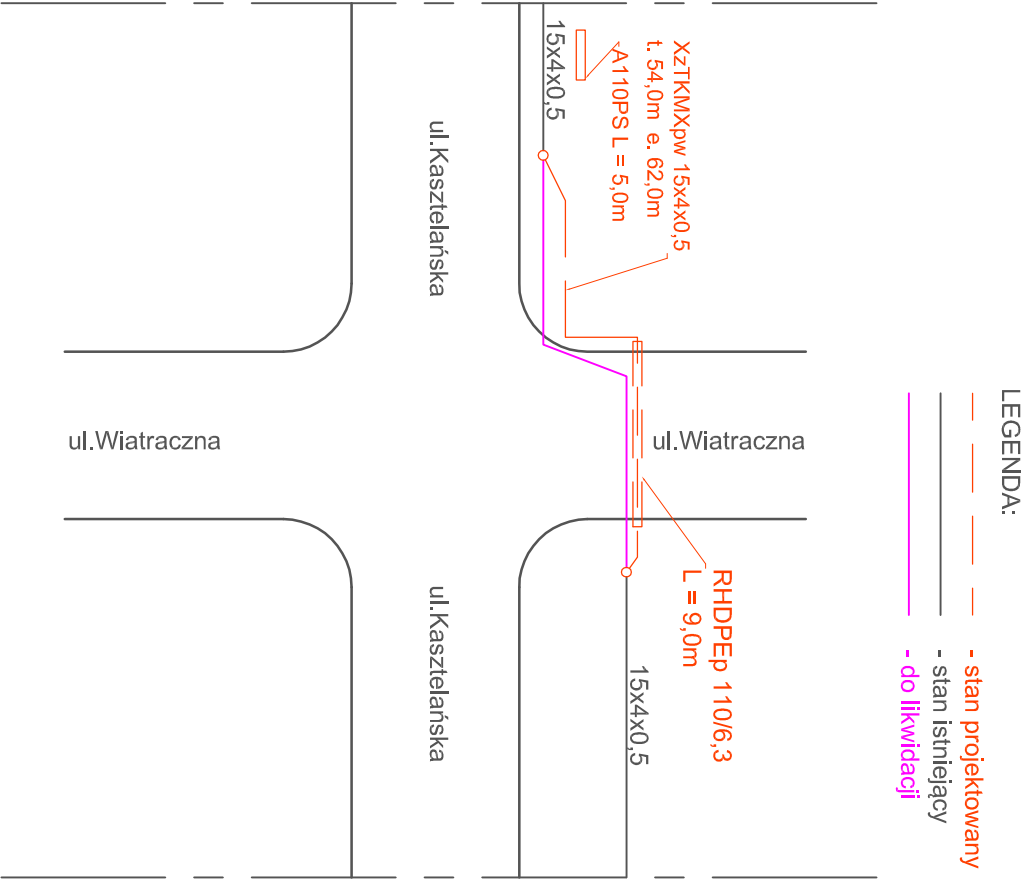 LEGENDA:
- stan projektowany
- stan istniejący
- do likwidacji
XzTKMXpw 15x4x0,5
t. 54,0m e. 62,0m
A110PS L = 5,0m
15x4x0,5
ul.Kasztelańska
ul.Wiatraczna
ul.Wiatraczna
RHDPEp 110/6,3
L = 9,0m
15x4x0,5
ul.Kasztelańska